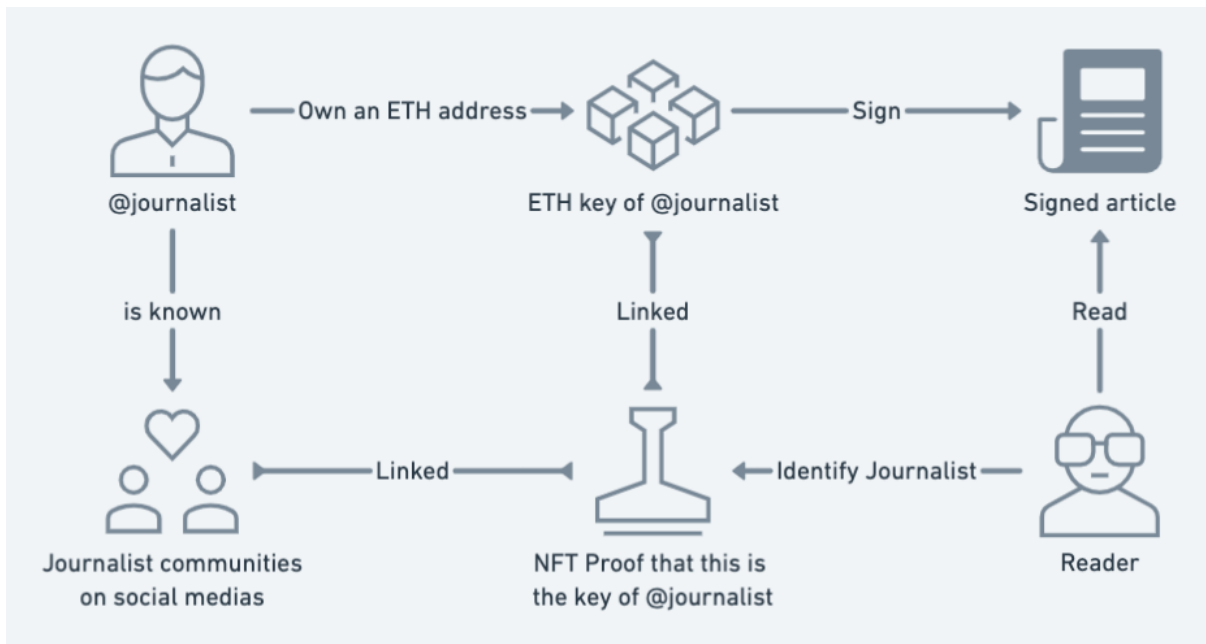 Own an ETH address
Sign
@journalist
ETH key of @journalist
Signed article
is known
Linked
Read
Linked
Identify Journalist
Journalist communities
on social medias
NFT Proof that this is
the key of @journalist
Reader